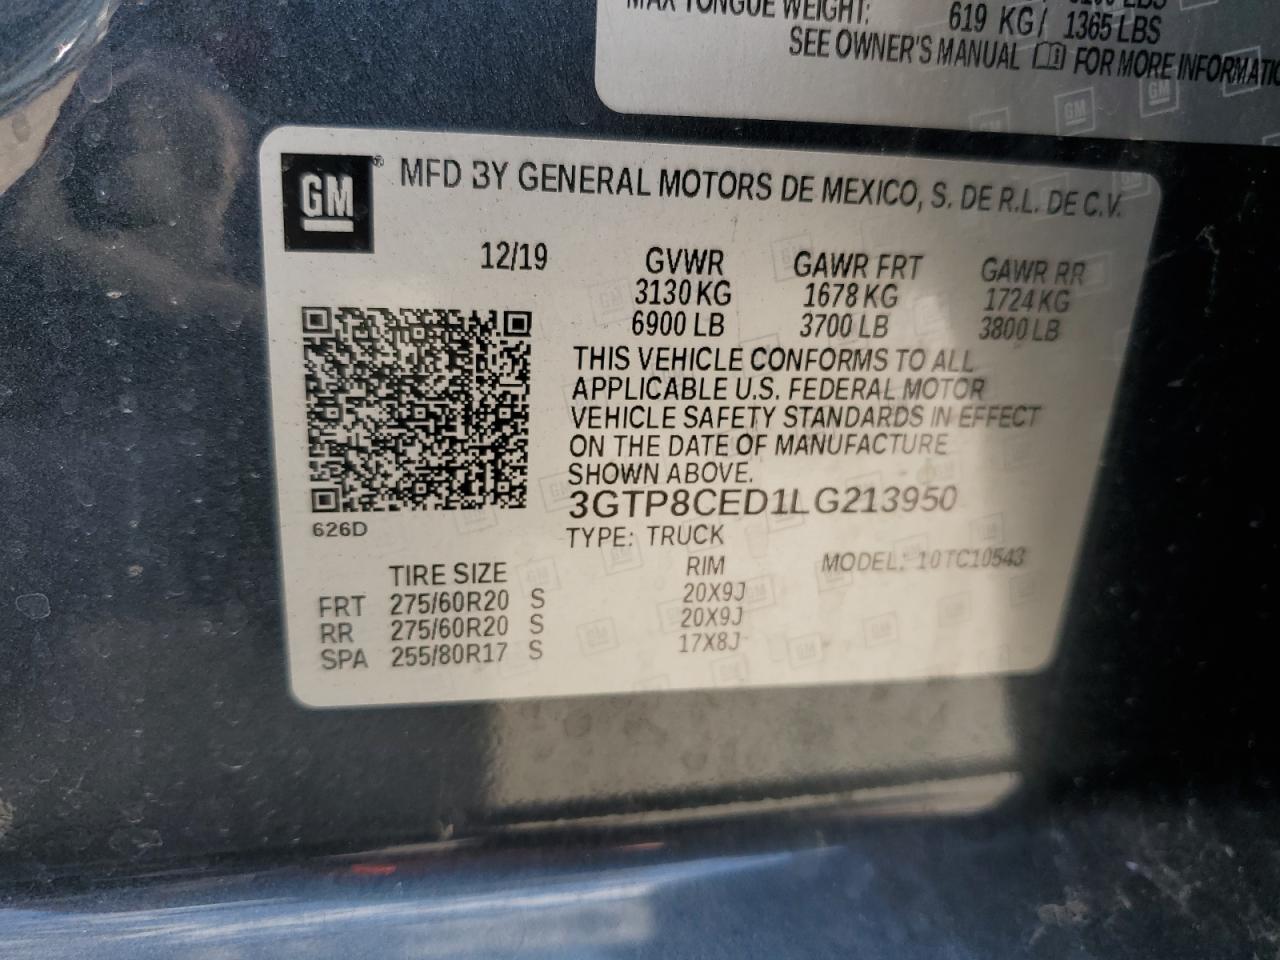 MAX TONGUE WEIGHT: 619 KG/ 1365 LBS
SEE OWNER'S MANUAL FOR MORE INFORMATIO
GM® MFD BY GENERAL MOTORS DE MEXICO, S. DE R.L. DE C.V.
12/19 GVWR GAWR FRT GAWR RR
3130 KG 1678 KG 1724 KG
6900 LB 3700 LB 3800 LB
THIS VEHICLE CONFORMS TO ALL
APPLICABLE U.S. FEDERAL MOTOR
VEHICLE SAFETY STANDARDS IN EFFECT
ON THE DATE OF MANUFACTURE
SHOWN ABOVE.
3GTP8CED1LG213950
626D
TYPE: TRUCK
TIRE SIZE RIM MODEL: 10TC10543
FRT 275/60R20 S 20X9J
RR 275/60R20 S 20X9J
SPA 255/80R17 S 17X8J